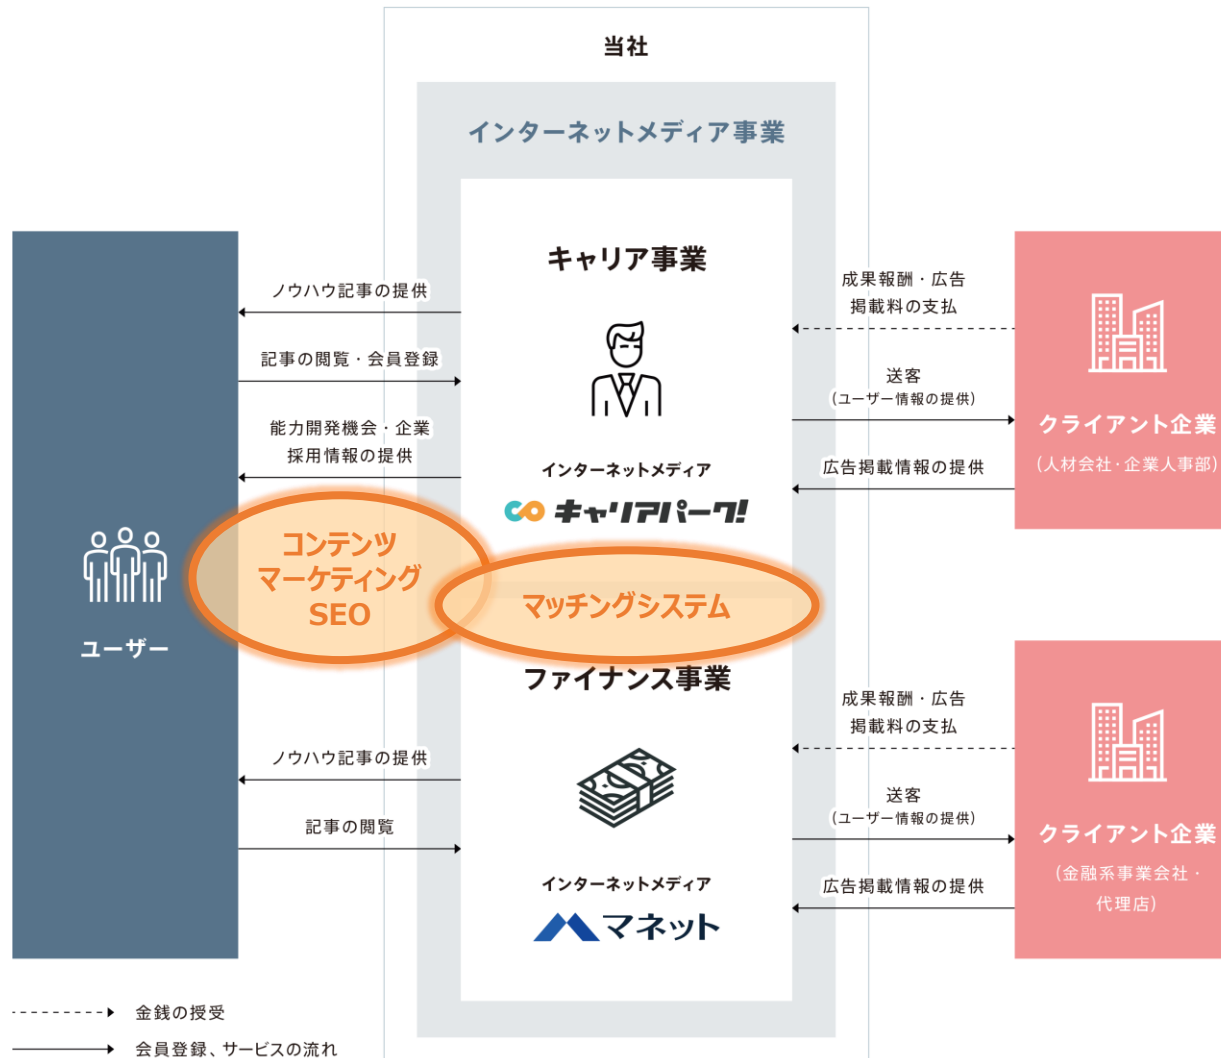 当社
インターネットメディア事業
キャリア事業
ノウハウ記事の提供
記事の閲覧・会員登録
能力開発機会・企業
採用情報の提供
インターネットメディア
キャリアパーク!
成果報酬・広告
掲載料の支払
送客
(ユーザー情報の提供)
広告掲載情報の提供
クライアント企業
(人材会社・企業人事部)
ユーザー
コンテンツ
マーケティング
SEO
マッチングシステム
ファイナンス事業
ノウハウ記事の提供
記事の閲覧
インターネットメディア
マネット
成果報酬・広告
掲載料の支払
送客
(ユーザー情報の提供)
広告掲載情報の提供
クライアント企業
(金融系事業会社・
代理店)
金銭の授受
会員登録、サービスの流れ